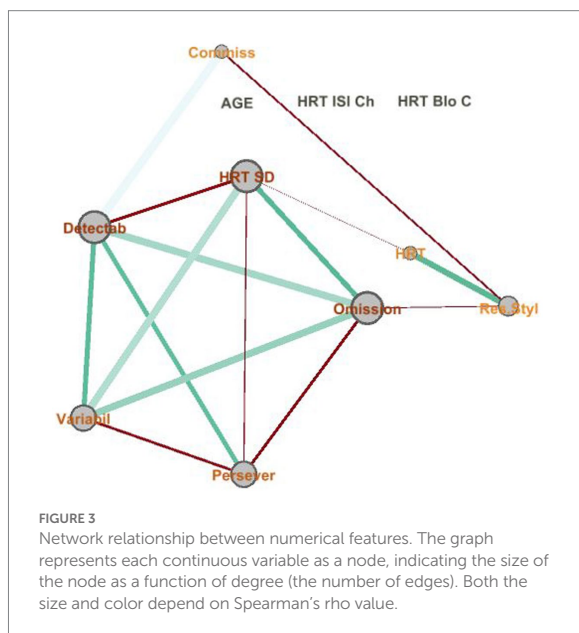 Commiss
AGE
HRT ISI Ch
HRT Blo C
HRT SD
Detectab
HRT
Omission
Rea Styl
Variabil
Persever
FIGURE 3
Network relationship between numerical features. The graph
represents each continuous variable as a node, indicating the size of
the node as a function of degree (the number of edges). Both the
size and color depend on Spearman’s rho value.